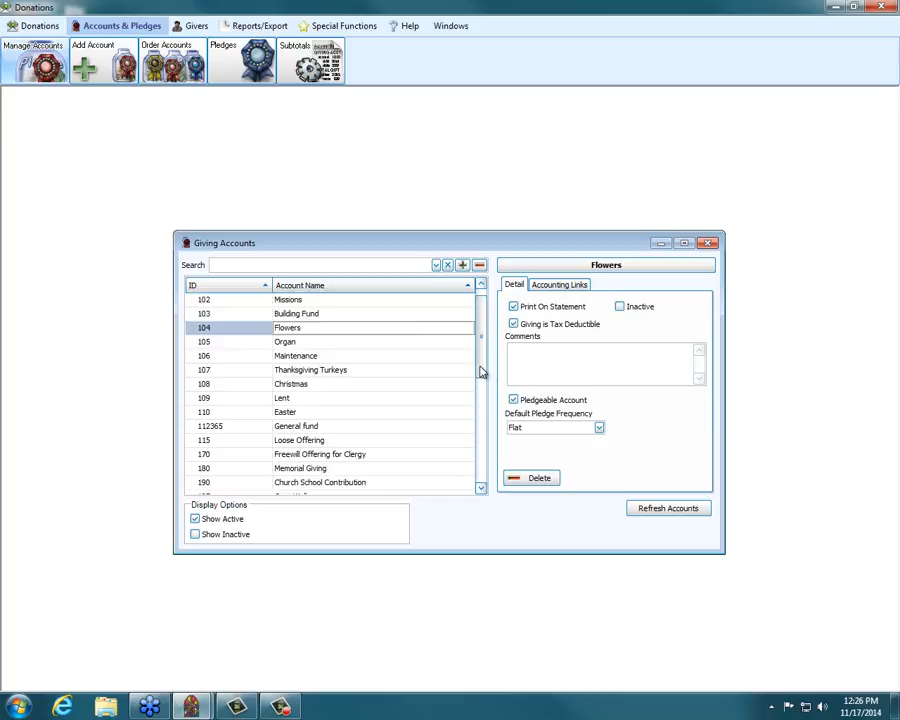 Donations
Donations Accounts & Pledges Givers Reports/Export Special Functions Help Windows
Manage Accounts Add Account Order Accounts Pledges Subtotals
Giving Accounts
Search
Flowers
ID Account Name
Detail Accounting Links
102 Missions
103 Building Fund
104 Flowers
105 Organ
106 Maintenance
107 Thanksgiving Turkeys
108 Christmas
109 Lent
110 Easter
112365 General fund
115 Loose Offering
170 Freewill Offering for Clergy
180 Memorial Giving
190 Church School Contribution
Print On Statement Inactive
Giving is Tax Deductible
Comments
Pledgeable Account
Default Pledge Frequency
Flat
Delete
Display Options
Show Active
Show Inactive
Refresh Accounts
12:26 PM
11/17/2014